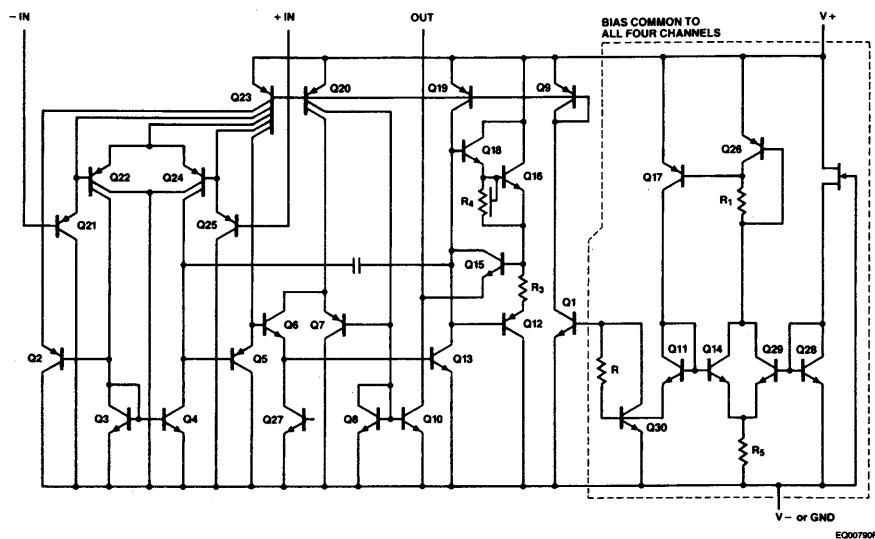 – IN
+ IN
OUT
BIAS COMMON TO
ALL FOUR CHANNELS
V +
Q23
Q20
Q19
Q9
Q18
Q26
Q22
Q24
Q16
Q17
R4
R1
Q21
Q25
Q15
R3
Q1
Q6
Q7
Q2
Q5
Q13
Q12
R
Q11
Q14
Q29
Q28
Q3
Q4
Q27
Q8
Q10
Q30
R5
V – or GND
EQ00790F